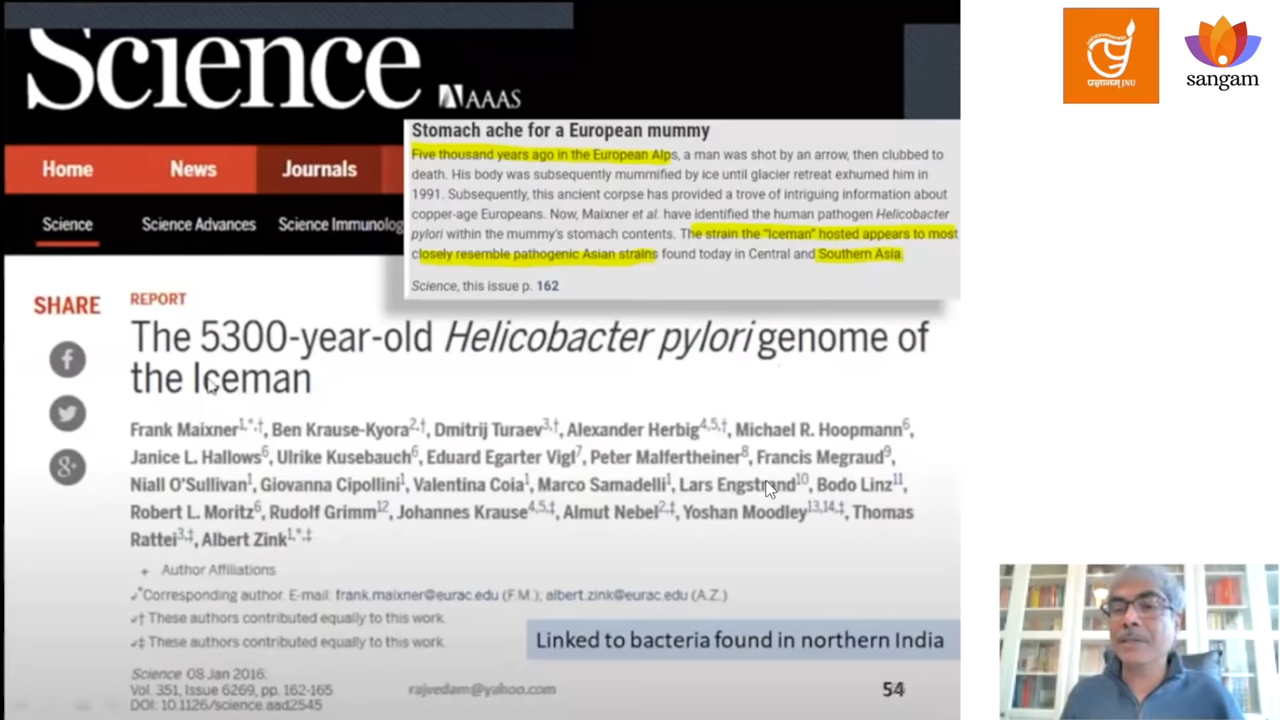 Science
AAAS
Home News Journals
Science Science Advances Science Immunolog
Stomach ache for a European mummy
Five thousand years ago in the European Alps, a man was shot by an arrow, then clubbed to
death. His body was subsequently mummified by ice until glacier retreat exhumed him in
1991. Subsequently, this ancient corpse has provided a trove of intriguing information about
copper-age Europeans. Now, Maixner et al. have identified the human pathogen Helicobacter
pylori within the mummy's stomach contents. The strain the "Iceman" hosted appears to most
closely resemble pathogenic Asian strains found today in Central and Southern Asia.
Science, this issue p. 162
SHARE
REPORT
The 5300-year-old Helicobacter pylori genome of
the Iceman
Frank Maixner1,*,†, Ben Krause-Kyora2,†, Dmitrij Turaev3,†, Alexander Herbig4,5,†, Michael R. Hoopmann6,
Janice L. Hallows6, Ulrike Kusebauch6, Eduard Egarter Vigl7, Peter Malfertheiner8, Francis Megraud9,
Niall O'Sullivan1, Giovanna Cipollini1, Valentina Coia1, Marco Samadelli1, Lars Engstrand10, Bodo Linz11,
Robert L. Moritz6, Rudolf Grimm12, Johannes Krause4,5,‡, Almut Nebel2,‡, Yoshan Moodley13,14,‡, Thomas
Rattei3,‡, Albert Zink1,*,‡
+ Author Affiliations
↵*Corresponding author. E-mail: frank.maixner@eurac.edu (F.M.); albert.zink@eurac.edu (A.Z.)
↵† These authors contributed equally to this work.
↵‡ These authors contributed equally to this work.
Linked to bacteria found in northern India
Science 08 Jan 2016:
Vol. 351, Issue 6269, pp. 162-165
DOI: 10.1126/science.aad2545
rajvedam@yahoo.com
54
प्रज्ञानम् JNU
sangam